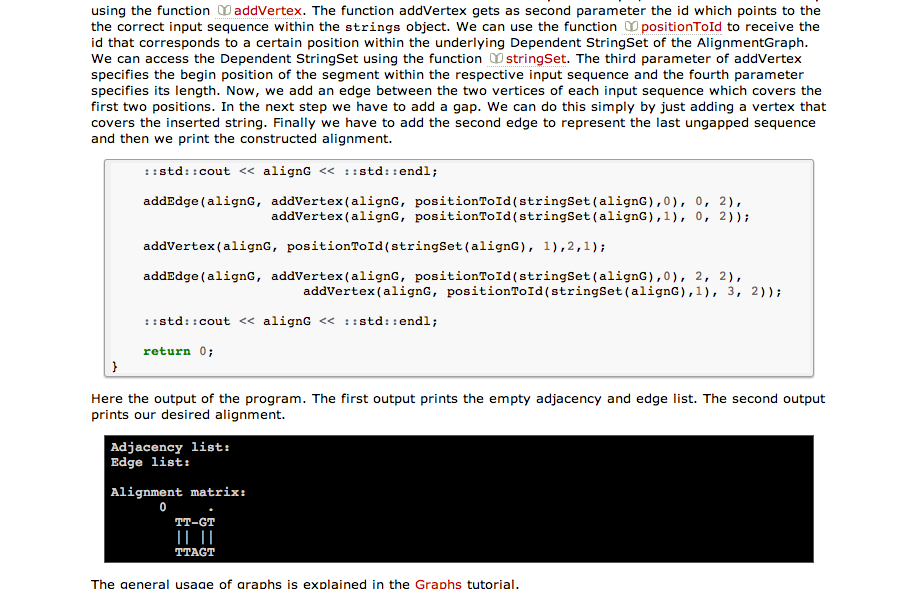 using the function addVertex. The function addVertex gets as second parameter the id which points to the
the correct input sequence within the strings object. We can use the function positionToId to receive the
id that corresponds to a certain position within the underlying Dependent StringSet of the AlignmentGraph.
We can access the Dependent StringSet using the function stringSet. The third parameter of addVertex
specifies the begin position of the segment within the respective input sequence and the fourth parameter
specifies its length. Now, we add an edge between the two vertices of each input sequence which covers the
first two positions. In the next step we have to add a gap. We can do this simply by just adding a vertex that
covers the inserted string. Finally we have to add the second edge to represent the last ungapped sequence
and then we print the constructed alignment.
::std::cout << alignG << ::std::endl;
addEdge(alignG, addVertex(alignG, positionToId(stringSet(alignG),0), 0, 2),
addVertex(alignG, positionToId(stringSet(alignG),1), 0, 2));
addVertex(alignG, positionToId(stringSet(alignG), 1),2,1);
addEdge(alignG, addVertex(alignG, positionToId(stringSet(alignG),0), 2, 2),
addVertex(alignG, positionToId(stringSet(alignG),1), 3, 2));
::std::cout << alignG << ::std::endl;
return 0;
}
Here the output of the program. The first output prints the empty adjacency and edge list. The second output
prints our desired alignment.
Adjacency list:
Edge list:
Alignment matrix:
0 .
TT-GT
|| ||
TTAGT
The general usage of graphs is explained in the Graphs tutorial.